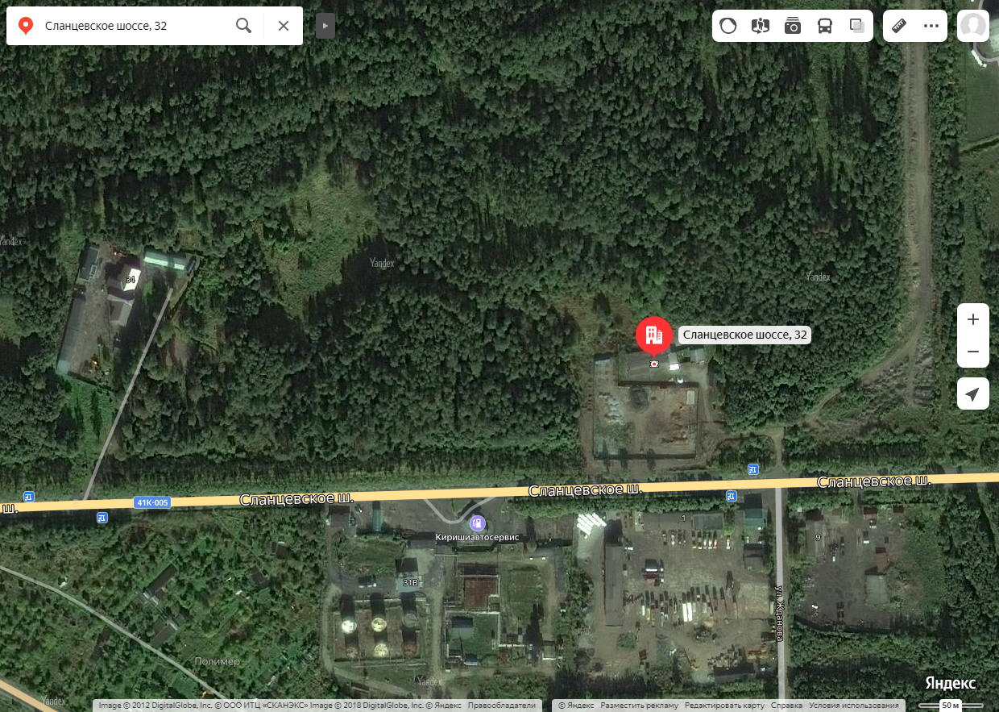 Сланцевское шоссе, 32
Yandex
Yandex
Yandex
34
Сланцевское шоссе, 32
Сланцевское ш.
Сланцевское ш.
Сланцевское ш.
ш.
41К-005
Киришиавтосервис
1
9
31В
ул. Жданова
Полимер
Yandex
Yandex
Яндекс
Image © 2012 DigitalGlobe, Inc. © ООО ИТЦ «СКАНЭКС» Image © 2018 DigitalGlobe, Inc. © Яндекс Правообладатели
© Яндекс Разместить рекламу Редактировать карту Справка Условия использования
50 м